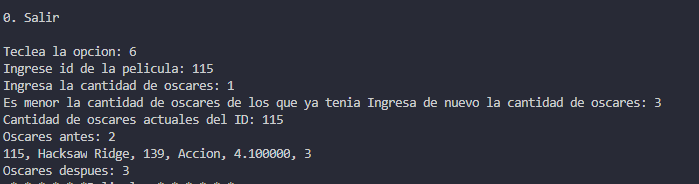 0. Salir
Teclea la opcion: 6
Ingrese id de la pelicula: 115
Ingresa la cantidad de oscares: 1
Es menor la cantidad de oscares de los que ya tenia Ingresa de nuevo la cantidad de oscares: 3
Cantidad de oscares actuales del ID: 115
Oscares antes: 2
115, Hacksaw Ridge, 139, Accion, 4.100000, 3
Oscares despues: 3